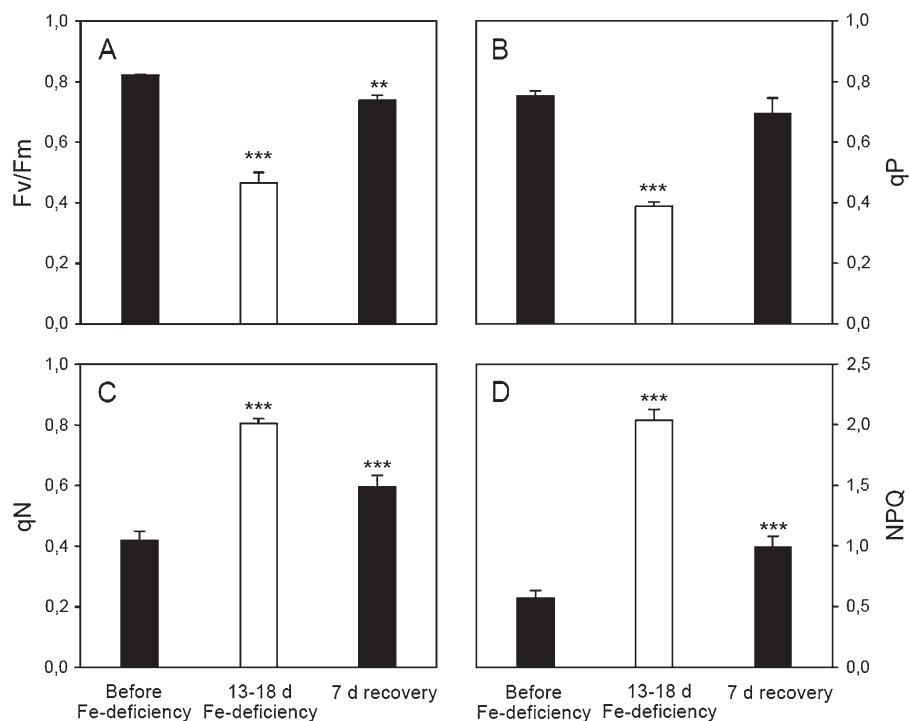 A
1,0
0,8
0,6
0,4
0,2
0,0
Fv/Fm
***
**
B
1,0
0,8
0,6
0,4
0,2
0,0
qP
***
C
1,0
0,8
0,6
0,4
0,2
0,0
qN
***
***
D
2,5
2,0
1,5
1,0
0,5
0,0
NPQ
***
***
Before
Fe-deficiency
13-18 d
Fe-deficiency
7 d recovery
Before
Fe-deficiency
13-18 d
Fe-deficiency
7 d recovery